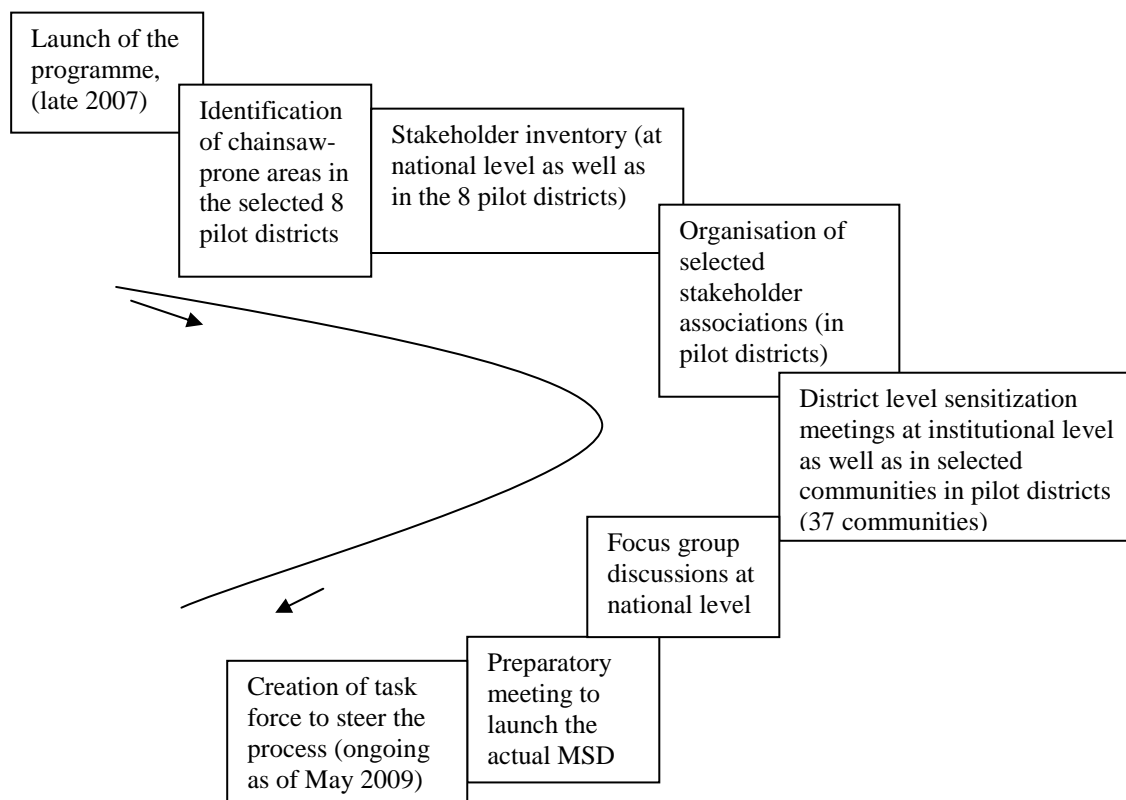 Launch of the
programme,
(late 2007)
Identification
of chainsaw-
prone areas in
the selected 8
pilot districts
Stakeholder inventory (at
national level as well as
in the 8 pilot districts)
Organisation of
selected
stakeholder
associations (in
pilot districts)
District level sensitization
meetings at institutional level
as well as in selected
communities in pilot districts
(37 communities)
Focus group
discussions at
national level
Preparatory
meeting to
launch the
actual MSD
Creation of task
force to steer the
process (ongoing
as of May 2009)